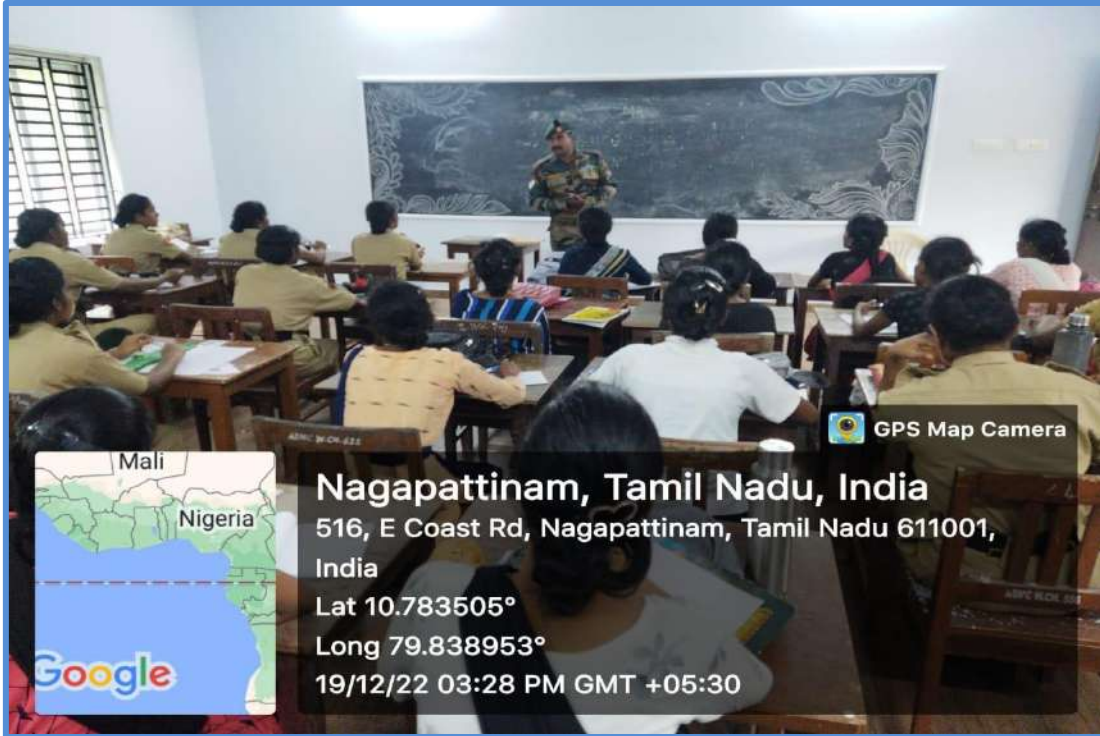 GPS Map Camera
Mali
Nigeria
Google
Nagapattinam, Tamil Nadu, India
516, E Coast Rd, Nagapattinam, Tamil Nadu 611001,
India
Lat 10.783505°
Long 79.838953°
19/12/22 03:28 PM GMT +05:30